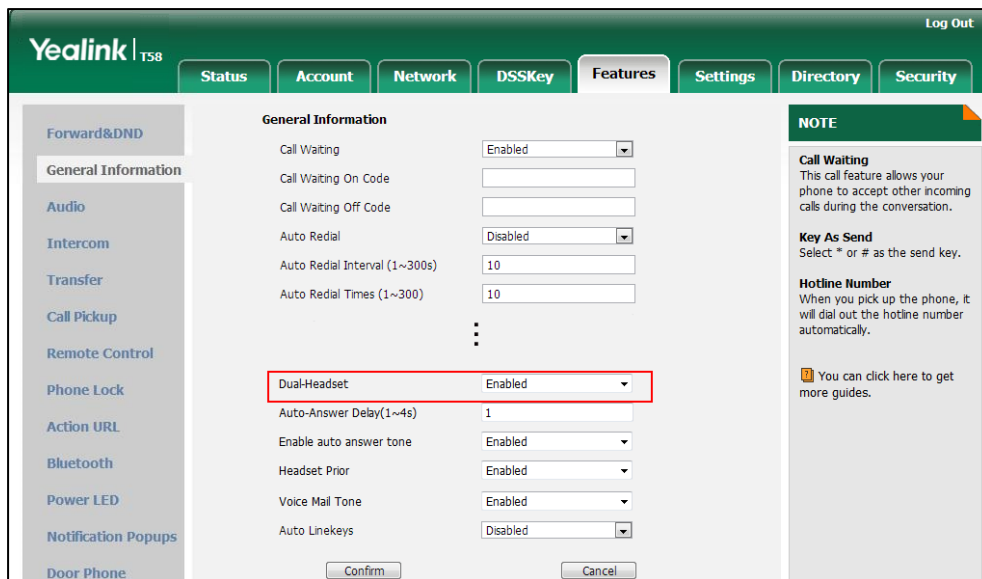 Log Out
Yealink | T58
Status Account Network DSSKey Features Settings Directory Security
Forward&DND
General Information
Audio
Intercom
Transfer
Call Pickup
Remote Control
Phone Lock
Action URL
Bluetooth
Power LED
Notification Popups
Door Phone
General Information
Call Waiting Enabled
Call Waiting On Code
Call Waiting Off Code
Auto Redial Disabled
Auto Redial Interval (1~300s) 10
Auto Redial Times (1~300) 10
Dual-Headset Enabled
Auto-Answer Delay(1~4s) 1
Enable auto answer tone Enabled
Headset Prior Enabled
Voice Mail Tone Enabled
Auto Linekeys Disabled
Confirm Cancel
NOTE
Call Waiting
This call feature allows your
phone to accept other incoming
calls during the conversation.
Key As Send
Select * or # as the send key.
Hotline Number
When you pick up the phone, it
will dial out the hotline number
automatically.
? You can click here to get
more guides.